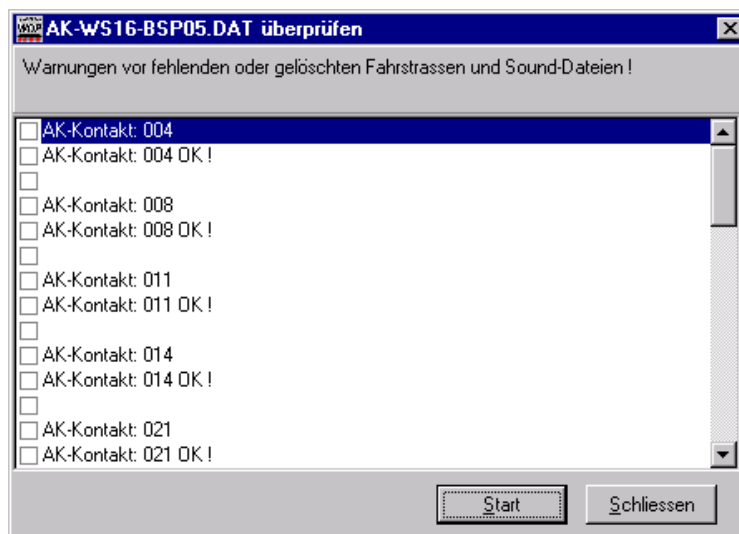 AK-WS16-BSP05.DAT überprüfen
Warnungen vor fehlenden oder gelöschten Fahrstrassen und Sound-Dateien !
AK-Kontakt: 004
AK-Kontakt: 004 OK !
AK-Kontakt: 008
AK-Kontakt: 008 OK !
AK-Kontakt: 011
AK-Kontakt: 011 OK !
AK-Kontakt: 014
AK-Kontakt: 014 OK !
AK-Kontakt: 021
AK-Kontakt: 021 OK !
Start Schliessen